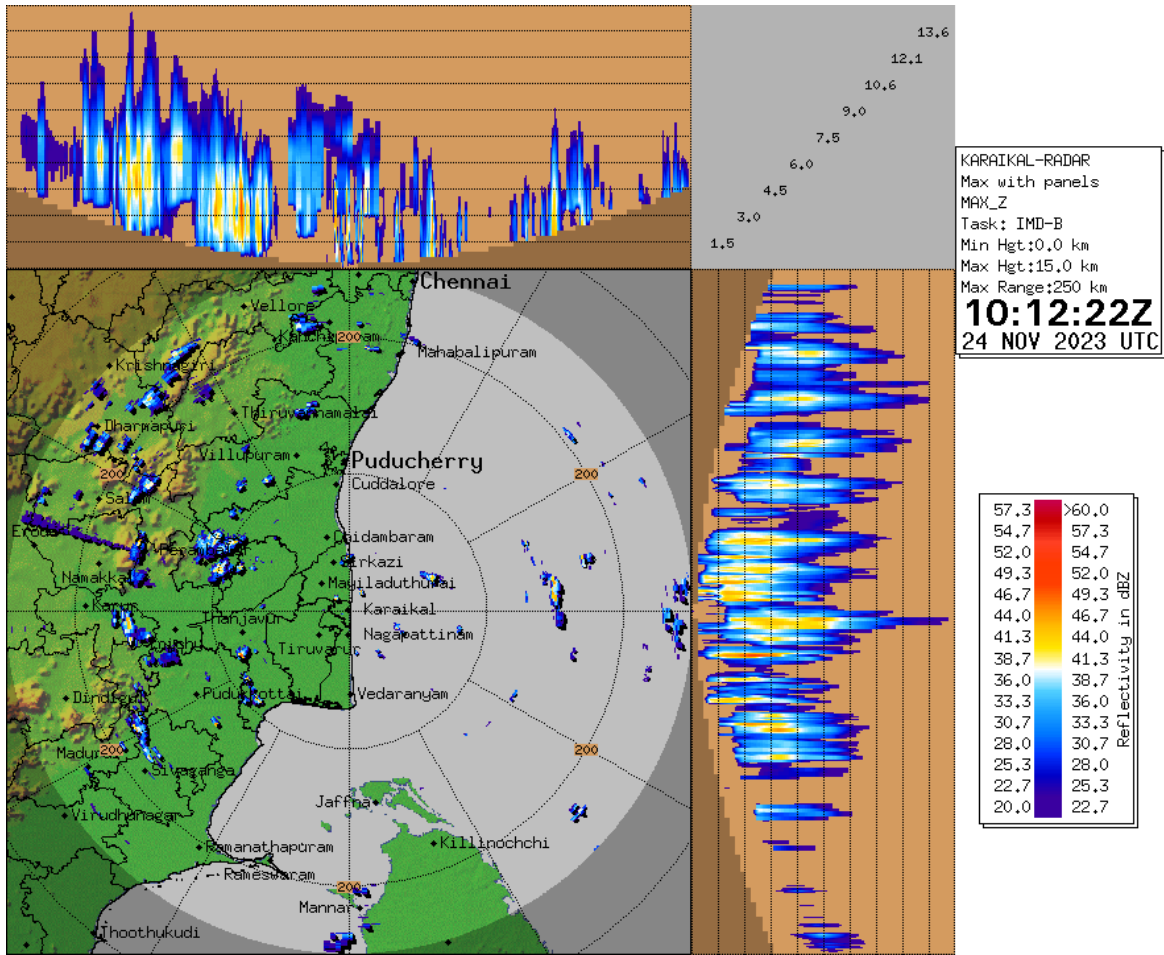 13.6
12.1
10.6
9.0
7.5
6.0
4.5
3.0
1.5
KARAIKAL-RADAR
Max with panels
MAX_Z
Task: IMD-B
Min Hgt:0.0 km
Max Hgt:15.0 km
Max Range:250 km
10:12:22Z
24 NOV 2023 UTC
Chennai
Vellore
200
Mahabalipuram
Krishnagiri
Thiruvannamalai
Dharmapuri
Villupuram
Puducherry
200
200
Cuddalore
Salem
Chidambaram
Sirkazi
Mayiladuthurai
Namakkal
Karur
Karaikal
Thanjavur
Nagapattinam
Tiruvarur
Dindigul
Pudukkottai
Vedaranyam
200
200
Sivaganga
Jaffna
Virudhunagar
Ramanathapuram
Killinochchi
Rameswaram
200
Mannar
Thoothukudi
57.3 >60.0
54.7 57.3
52.0 54.7
49.3 52.0
46.7 49.3
44.0 46.7
41.3 44.0
38.7 41.3
36.0 38.7
33.3 36.0
30.7 33.3
28.0 30.7
25.3 28.0
22.7 25.3
20.0 22.7
Reflectivity in dBZ